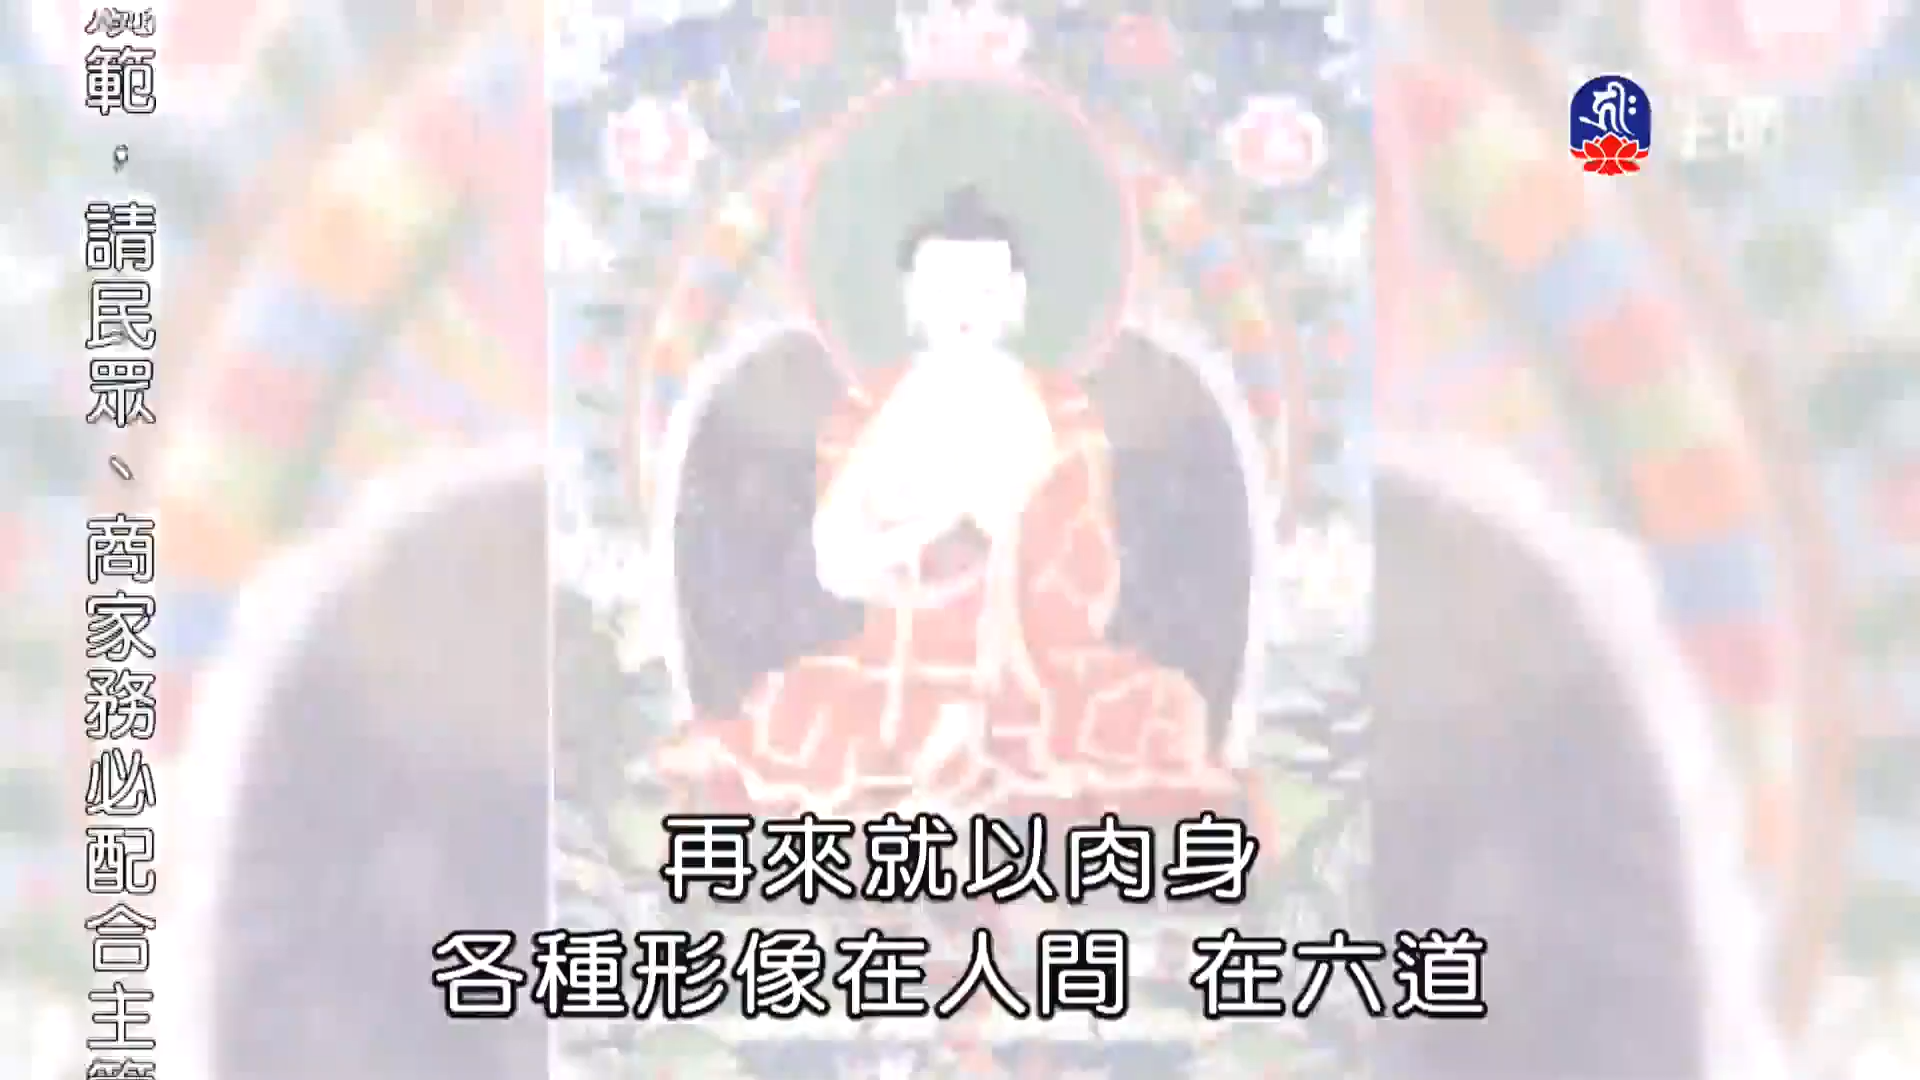 範，請民眾、商家務必配合主
再來就以肉身
各種形像在人間 在六道